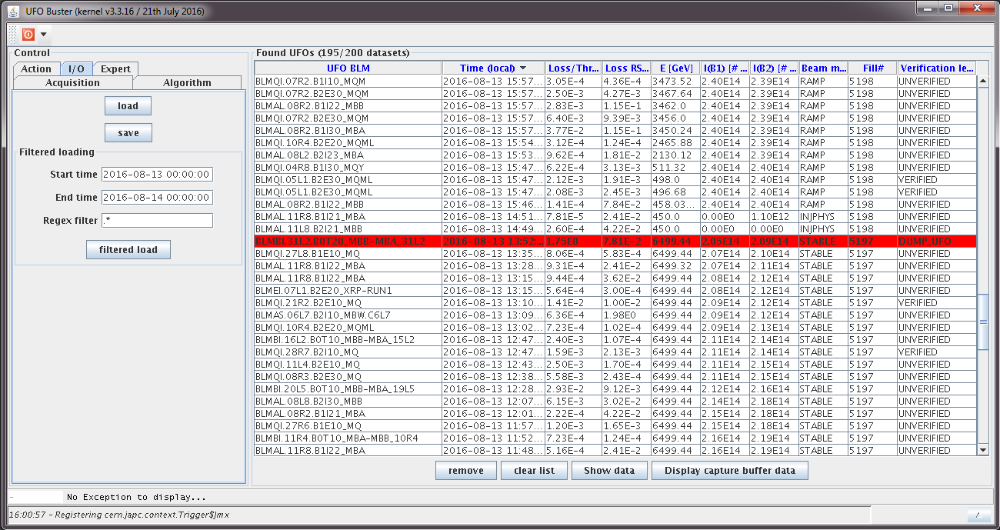 UFO Buster (kernel v3.3.16 / 21th July 2016)
Control
Action I/O Expert
Acquisition Algorithm
load
save
Filtered loading
Start time 2016-08-13 00:00:00
End time 2016-08-14 00:00:00
Regex filter .*
filtered load
Found UFOs (195/200 datasets)
UFO BLM Time (local) Loss/Thr... Loss RS... E [GeV] I(B1) [# ... I(B2) [# ... Beam m... Fill# Verification le...
BLMQI.07R2.B1I10_MQM 2016-08-13 15:57... 3.05E-4 4.36E-4 3473.52 2.40E14 2.39E14 RAMP 5198 UNVERIFIED
BLMQI.07R2.B2E30_MQM 2016-08-13 15:57... 2.50E-3 4.27E-3 3467.64 2.40E14 2.39E14 RAMP 5198 UNVERIFIED
BLMAL.08R2.B1I22_MBB 2016-08-13 15:57... 2.83E-3 1.15E-1 3462.0 2.40E14 2.39E14 RAMP 5198 UNVERIFIED
BLMQI.07R2.B2E30_MQM 2016-08-13 15:57... 6.40E-3 9.39E-3 3456.0 2.40E14 2.39E14 RAMP 5198 UNVERIFIED
BLMAL.08R2.B1I30_MBA 2016-08-13 15:57... 3.77E-2 1.15E-1 3450.24 2.40E14 2.39E14 RAMP 5198 UNVERIFIED
BLMQI.10R4.B2E20_MQML 2016-08-13 15:54... 3.12E-4 1.24E-4 2465.88 2.40E14 2.39E14 RAMP 5198 UNVERIFIED
BLMAL.08L2.B2I23_MBA 2016-08-13 15:53... 9.62E-4 1.81E-2 2130.12 2.40E14 2.39E14 RAMP 5198 UNVERIFIED
BLMQI.04R8.B1I30_MQY 2016-08-13 15:47... 6.22E-4 3.13E-3 511.32 2.40E14 2.40E14 RAMP 5198 UNVERIFIED
BLMQI.05L1.B2E30_MQML 2016-08-13 15:47... 2.12E-3 1.91E-3 498.0 2.40E14 2.40E14 RAMP 5198 VERIFIED
BLMQI.05L1.B2E30_MQML 2016-08-13 15:47... 2.08E-3 2.45E-3 496.68 2.40E14 2.40E14 RAMP 5198 VERIFIED
BLMAL.08R2.B1I22_MBB 2016-08-13 15:46... 1.41E-4 7.84E-2 458.03... 2.40E14 2.40E14 RAMP 5198 UNVERIFIED
BLMAL.11R8.B1I21_MBA 2016-08-13 14:51... 7.81E-5 2.41E-2 450.0 0.00E0 1.10E12 INJPHYS 5198 UNVERIFIED
BLMAL.11L8.B2I21_MBB 2016-08-13 14:49... 2.60E-4 4.22E-2 450.0 0.00E0 0.00E0 INJPHYS 5198 UNVERIFIED
BLMBI.31L2.B0T20_MBB-MBA_31L2 2016-08-13 13:52:... 1.75E0 7.81E-2 6499.44 2.05E14 2.09E14 STABLE 5197 DUMP_UFO
BLMQI.27L8.B1E10_MQ 2016-08-13 13:35... 8.06E-4 5.83E-4 6499.44 2.07E14 2.10E14 STABLE 5197 UNVERIFIED
BLMAL.11R8.B1I22_MBA 2016-08-13 13:28... 9.31E-4 2.41E-2 6499.32 2.07E14 2.11E14 STABLE 5197 UNVERIFIED
BLMAL.11R8.B1I22_MBA 2016-08-13 13:15... 9.44E-4 3.62E-2 6499.44 2.08E14 2.12E14 STABLE 5197 UNVERIFIED
BLMEI.07L1.B2E20_XRP-RUN1 2016-08-13 13:15... 5.64E-4 3.00E-4 6499.44 2.08E14 2.12E14 STABLE 5197 UNVERIFIED
BLMQI.21R2.B2E10_MQ 2016-08-13 13:10... 1.41E-2 1.00E-2 6499.44 2.09E14 2.12E14 STABLE 5197 VERIFIED
BLMAS.06L7.B2I10_MBW.C6L7 2016-08-13 13:09... 6.36E-4 1.98E0 6499.44 2.09E14 2.12E14 STABLE 5197 UNVERIFIED
BLMQI.10R4.B2E20_MQML 2016-08-13 13:02... 7.23E-4 1.02E-4 6499.44 2.09E14 2.13E14 STABLE 5197 UNVERIFIED
BLMBI.16L2.B0T10_MBB-MBA_15L2 2016-08-13 12:47... 2.40E-3 1.07E-4 6499.44 2.11E14 2.14E14 STABLE 5197 UNVERIFIED
BLMQI.28R7.B2I10_MQ 2016-08-13 12:47... 1.59E-3 2.13E-3 6499.44 2.11E14 2.14E14 STABLE 5197 VERIFIED
BLMQI.11L4.B2E10_MQ 2016-08-13 12:43... 2.50E-3 1.70E-4 6499.44 2.11E14 2.15E14 STABLE 5197 UNVERIFIED
BLMQI.08R3.B2E30_MQ 2016-08-13 12:38... 5.58E-3 2.43E-4 6499.44 2.11E14 2.15E14 STABLE 5197 UNVERIFIED
BLMBI.20L5.B0T10_MBB-MBA_19L5 2016-08-13 12:28... 2.93E-2 9.12E-3 6499.44 2.12E14 2.16E14 STABLE 5197 UNVERIFIED
BLMAL.08L8.B2I30_MBB 2016-08-13 12:07... 6.15E-3 3.02E-2 6499.44 2.14E14 2.18E14 STABLE 5197 UNVERIFIED
BLMAL.08R2.B1I21_MBA 2016-08-13 12:01... 2.22E-4 4.22E-2 6499.44 2.15E14 2.18E14 STABLE 5197 UNVERIFIED
BLMQI.27R6.B1E10_MQ 2016-08-13 11:57... 1.20E-3 1.65E-3 6499.44 2.15E14 2.18E14 STABLE 5197 UNVERIFIED
BLMBI.11R4.B0T10_MBA-MBB_10R4 2016-08-13 11:52... 7.23E-4 1.24E-4 6499.44 2.16E14 2.19E14 STABLE 5197 UNVERIFIED
BLMAL.11R8.B1I22_MBA 2016-08-13 11:48... 5.16E-4 2.41E-2 6499.44 2.16E14 2.19E14 STABLE 5197 UNVERIFIED
remove clear list Show data Display capture buffer data
- No Exception to display...
16:00:57 - Registering cern.japc.context.Trigger$Jmx